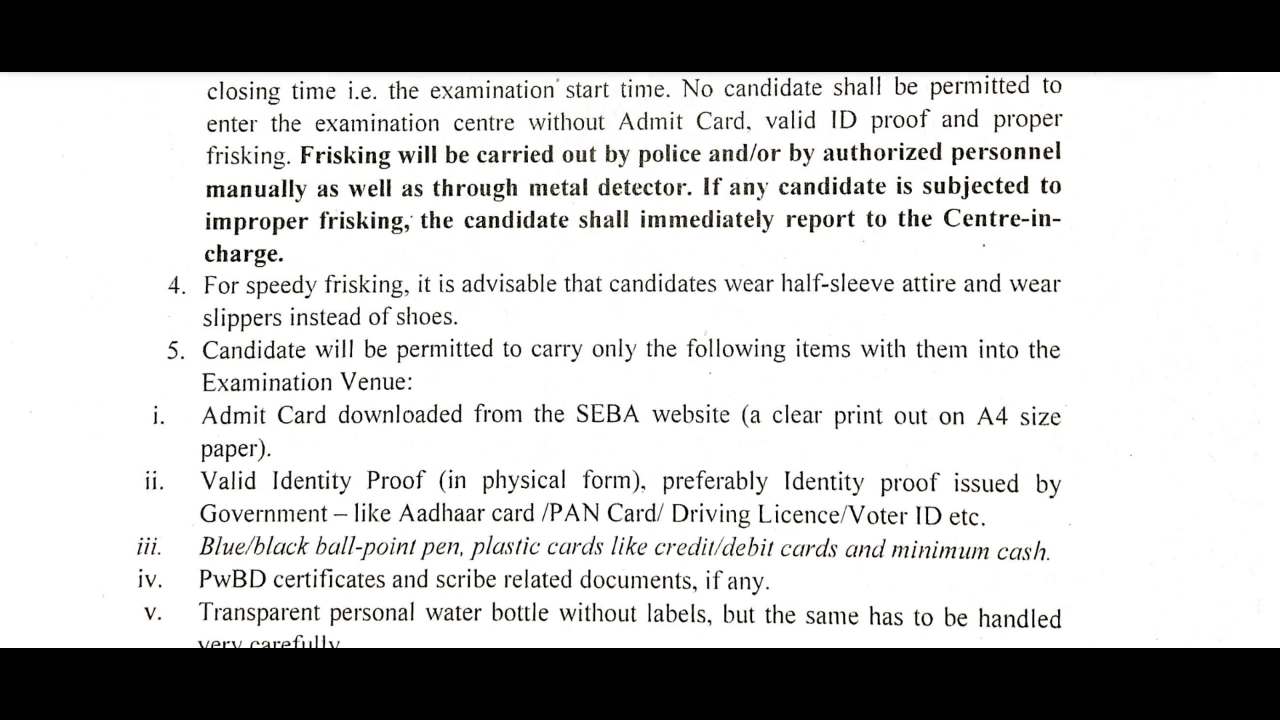 closing time i.e. the examination start time. No candidate shall be permitted to
enter the examination centre without Admit Card, valid ID proof and proper
frisking. Frisking will be carried out by police and/or by authorized personnel
manually as well as through metal detector. If any candidate is subjected to
improper frisking, the candidate shall immediately report to the Centre-in-
charge.
4. For speedy frisking, it is advisable that candidates wear half-sleeve attire and wear
slippers instead of shoes.
5. Candidate will be permitted to carry only the following items with them into the
Examination Venue:
i. Admit Card downloaded from the SEBA website (a clear print out on A4 size
paper).
ii. Valid Identity Proof (in physical form), preferably Identity proof issued by
Government – like Aadhaar card /PAN Card/ Driving Licence/Voter ID etc.
iii. Blue/black ball-point pen, plastic cards like credit/debit cards and minimum cash.
iv. PwBD certificates and scribe related documents, if any.
v. Transparent personal water bottle without labels, but the same has to be handled
very carefully